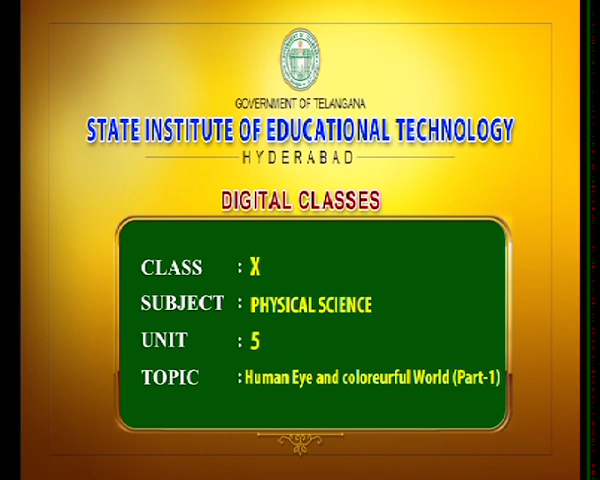 GOVERNMENT OF TELANGANA
STATE INSTITUTE OF EDUCATIONAL TECHNOLOGY
HYDERABAD
DIGITAL CLASSES
CLASS : X
SUBJECT : PHYSICAL SCIENCE
UNIT : 5
TOPIC : Human Eye and coloreurful World (Part-1)